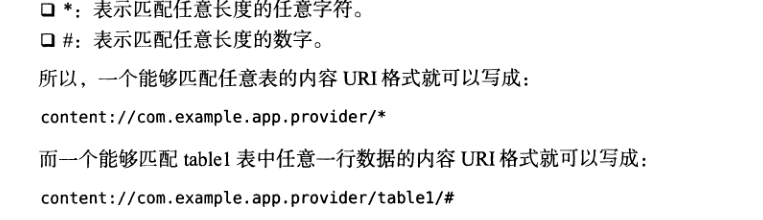 ❑ *：表示匹配任意长度的任意字符。
❑ #：表示匹配任意长度的数字。
所以，一个能够匹配任意表的内容 URI 格式就可以写成：
content://com.example.app.provider/*
而一个能够匹配 table1 表中任意一行数据的内容 URI 格式就可以写成：
content://com.example.app.provider/table1/#